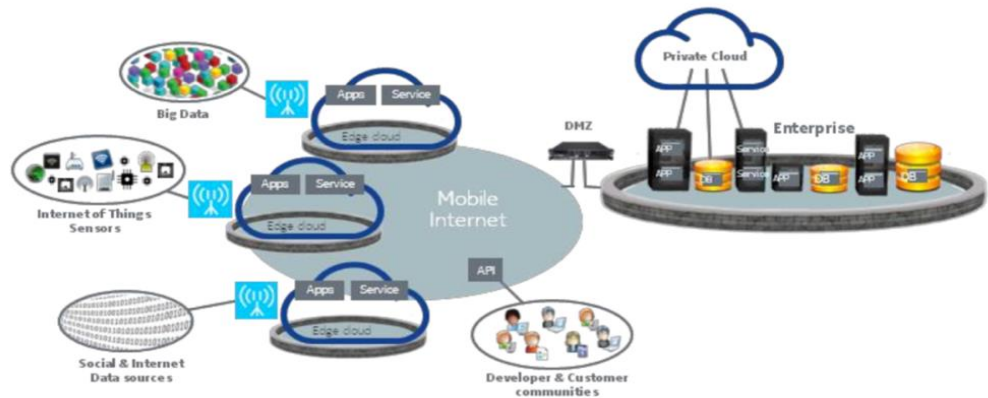 Private Cloud
Big Data
Apps
Service
Edge cloud
DMZ
Enterprise
APP
APP
DB
Service
Service
APP
DB
APP
APP
DB
Internet of Things
Sensors
Apps
Service
Edge cloud
Mobile
Internet
API
Social & Internet
Data sources
Apps
Service
Edge cloud
Developer & Customer
communities